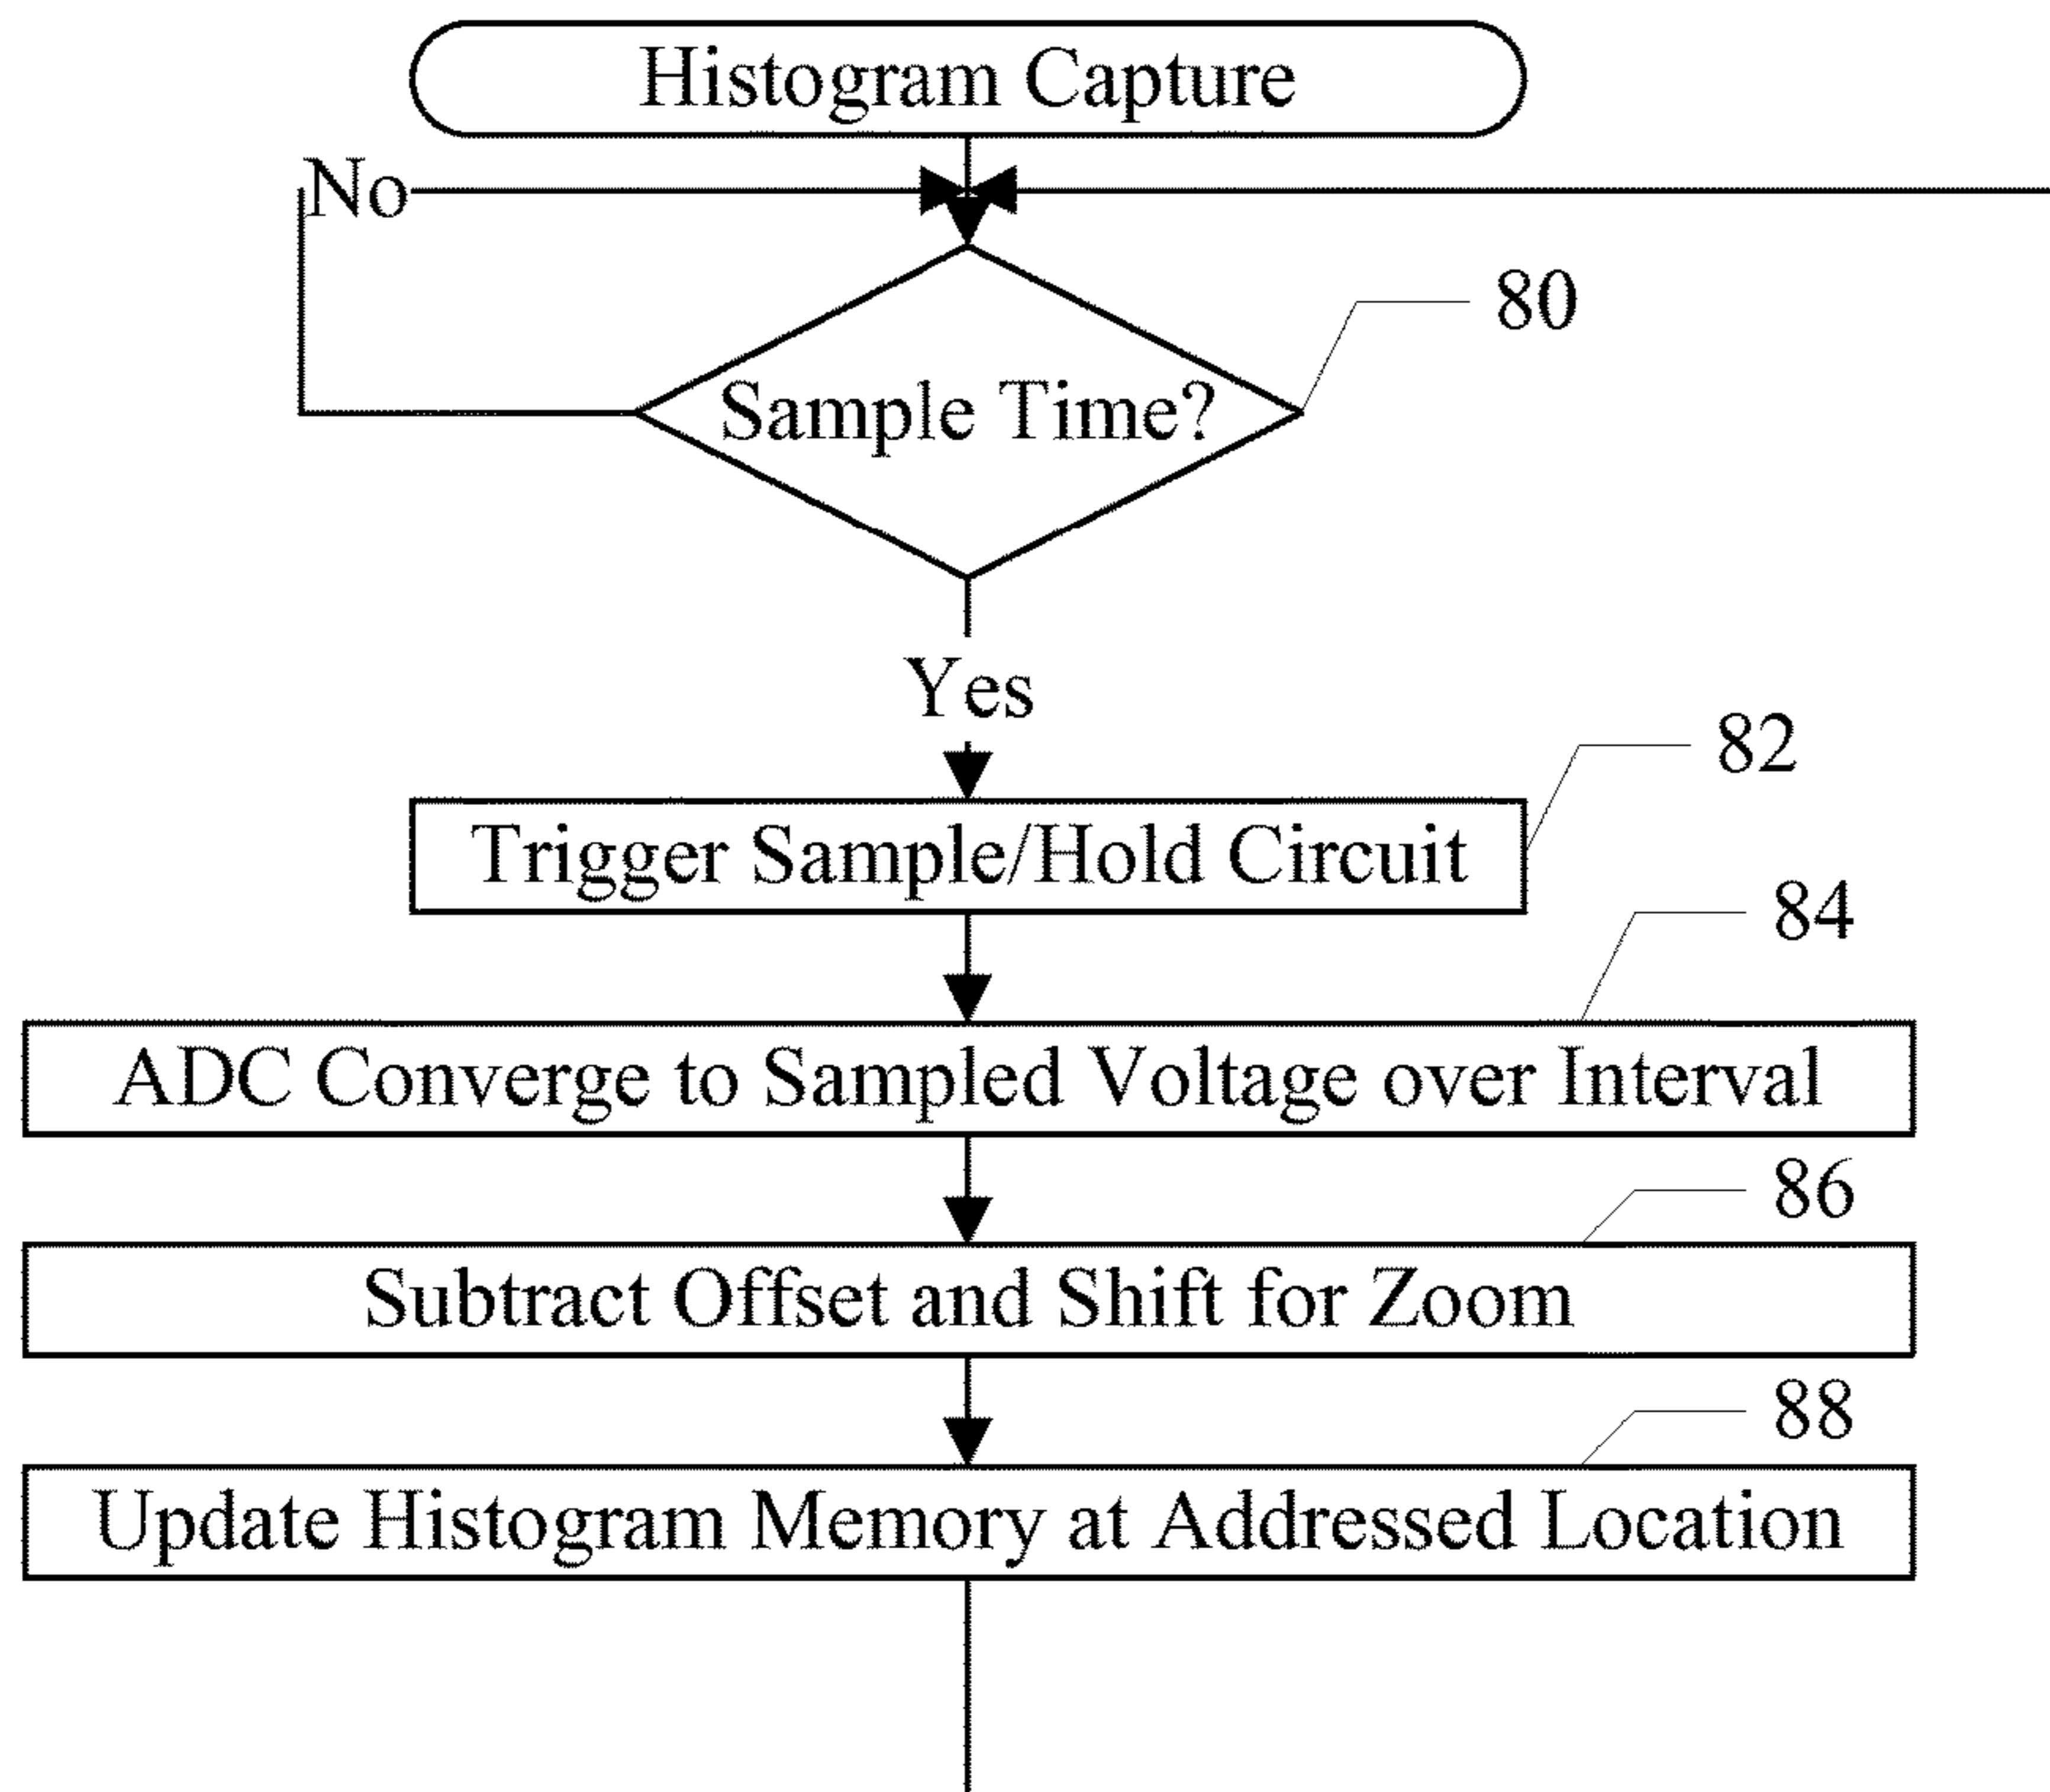 Histogram Capture
No
80
Sample Time?
Yes
82
Trigger Sample/Hold Circuit
84
ADC Converge to Sampled Voltage over Interval
86
Subtract Offset and Shift for Zoom
88
Update Histogram Memory at Addressed Location